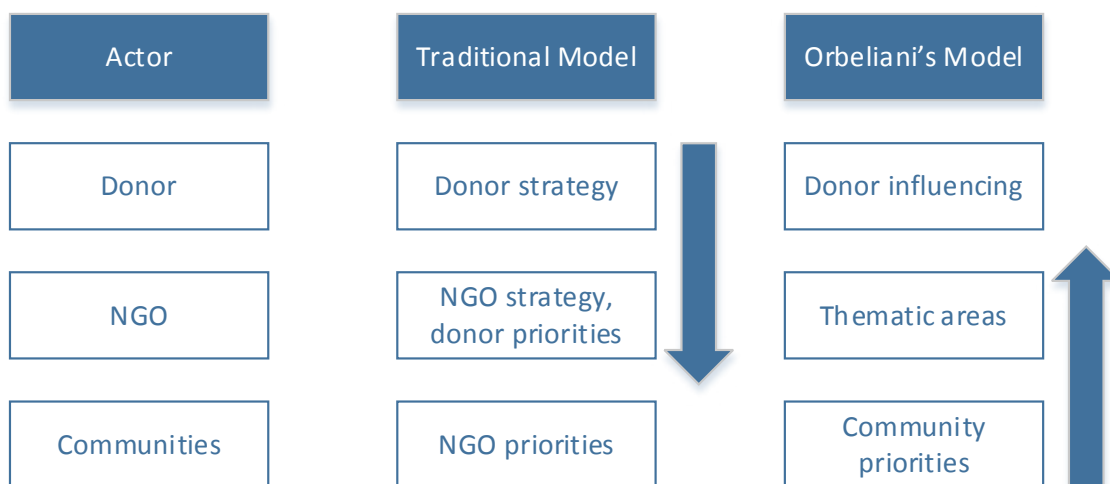 Actor
Traditional Model
Orbeliani’s Model
Donor
Donor strategy
Donor influencing
NGO
NGO strategy,
donor priorities
Thematic areas
Communities
NGO priorities
Community
priorities